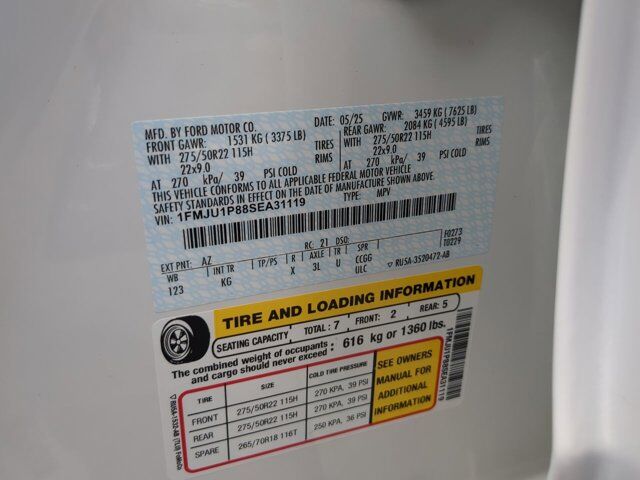 MFD. BY FORD MOTOR CO. DATE: 05/25 GVWR: 3459 KG (7625 LB)
FRONT GAWR: 1531 KG (3375 LB) REAR GAWR: 2084 KG (4595 LB)
WITH 275/50R22 115H TIRES WITH 275/50R22 115H TIRES
22x9.0 RIMS 22x9.0 RIMS
AT 270 kPa/ 39 PSI COLD AT 270 kPa/ 39 PSI COLD
THIS VEHICLE CONFORMS TO ALL APPLICABLE FEDERAL MOTOR VEHICLE
SAFETY STANDARDS IN EFFECT ON THE DATE OF MANUFACTURE SHOWN ABOVE.
VIN: 1FMJU1P88SEA31119 TYPE: MPV
F0273
T0229
EXT PNT: AZ RC: 21 DSO:
WB INT TR TP/PS R AXLE TR SPR
123 KG X 3L U CCGG
ULC
▽ RU5A-3520472-AB
TIRE AND LOADING INFORMATION
SEATING CAPACITY TOTAL: 7 FRONT: 2 REAR: 5
The combined weight of occupants
and cargo should never exceed: 616 kg or 1360 lbs.
TIRE SIZE COLD TIRE PRESSURE
FRONT 275/50R22 115H 270 KPA, 39 PSI
REAR 275/50R22 115H 270 KPA, 39 PSI
SPARE 265/70R18 116T 250 KPA, 36 PSI
SEE OWNERS
MANUAL FOR
ADDITIONAL
INFORMATION
1FMJU1P88SEA31119